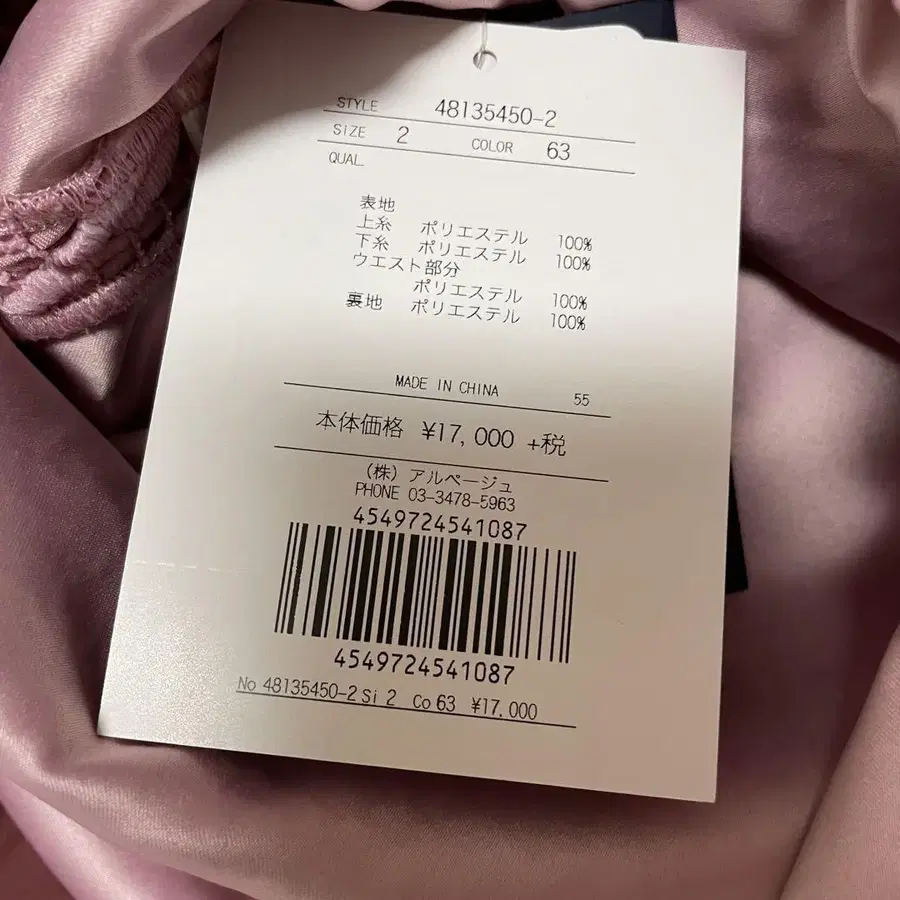 STYLE 48135450-2
SIZE 2 COLOR 63
QUAL
表地
上糸 ポリエステル 100%
下糸 ポリエステル 100%
ウエスト部分
ポリエステル 100%
裏地 ポリエステル 100%
MADE IN CHINA 55
本体価格 ¥17,000 +税
(株) アルページュ
PHONE 03-3478-5963
4549724541087
4549724541087
No 48135450-2 Si 2 Co 63 ¥17,000